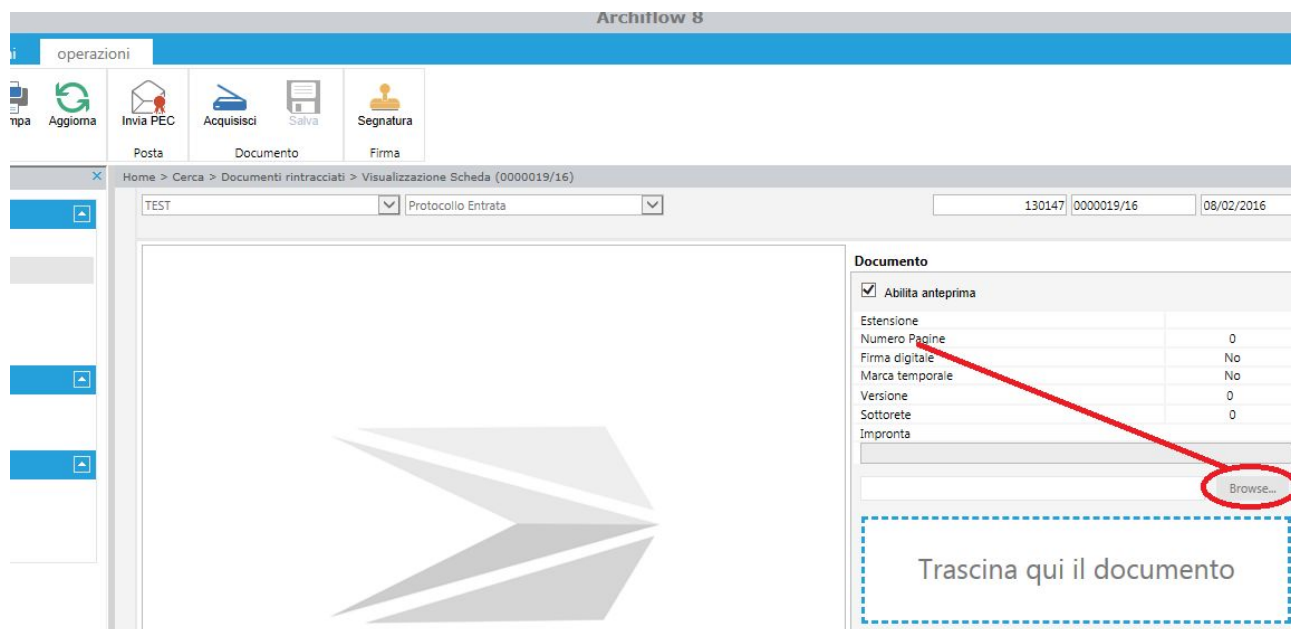 Archiflow 8
ni operazioni
mpa Aggiorna Invia PEC Acquisisci Salva Segnatura
Posta Documento Firma
Home > Cerca > Documenti rintracciati > Visualizzazione Scheda (0000019/16)
TEST Protocollo Entrata 130147 0000019/16 08/02/2016
Documento
Abilita anteprima
Estensione
Numero Pagine 0
Firma digitale No
Marca temporale No
Versione 0
Sottorete 0
Impronta
Browse...
Trascina qui il documento